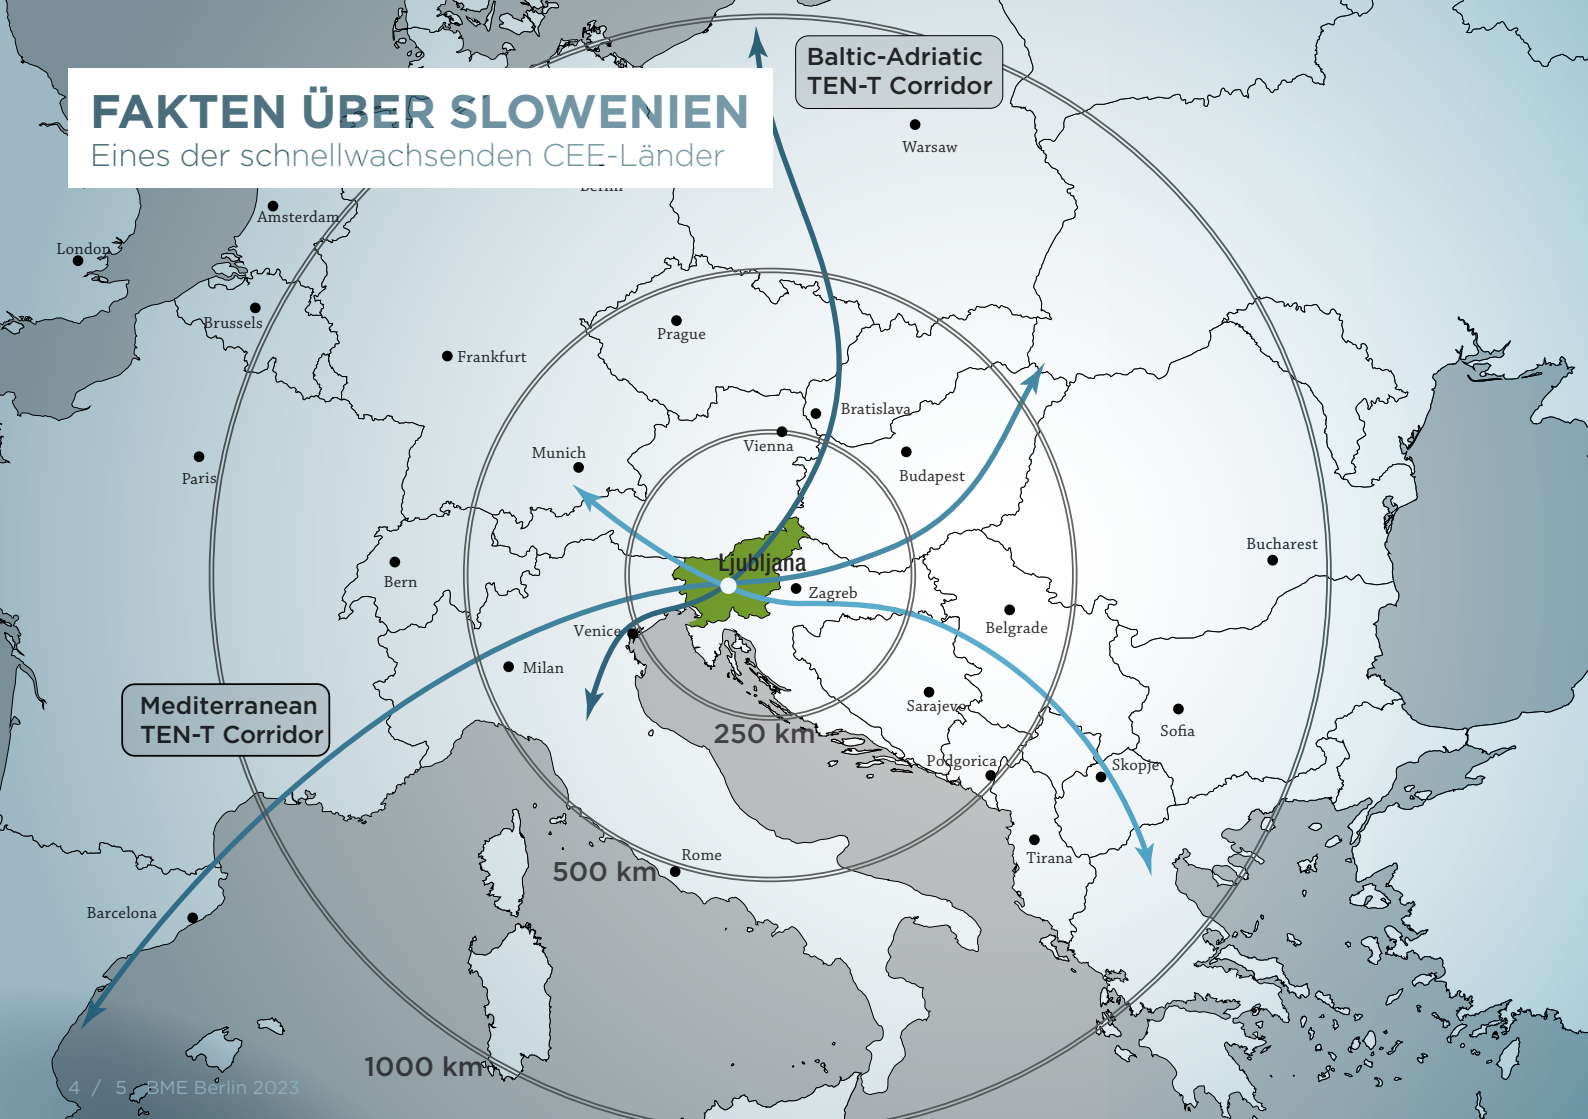 Baltic-Adriatic
TEN-T Corridor
FAKTEN ÜBER SLOWENIEN
Eines der schnellwachsenden CEE-Länder
Warsaw
Berlin
Amsterdam
London
Brussels
Prague
Frankfurt
Bratislava
Vienna
Munich
Budapest
Paris
Bucharest
Ljubljana
Bern
Zagreb
Belgrade
Venice
Milan
Sarajevo
Mediterranean
TEN-T Corridor
Sofia
250 km
Podgorica
Skopje
Rome
Tirana
500 km
Barcelona
1000 km
4 / 5 BME Berlin 2023